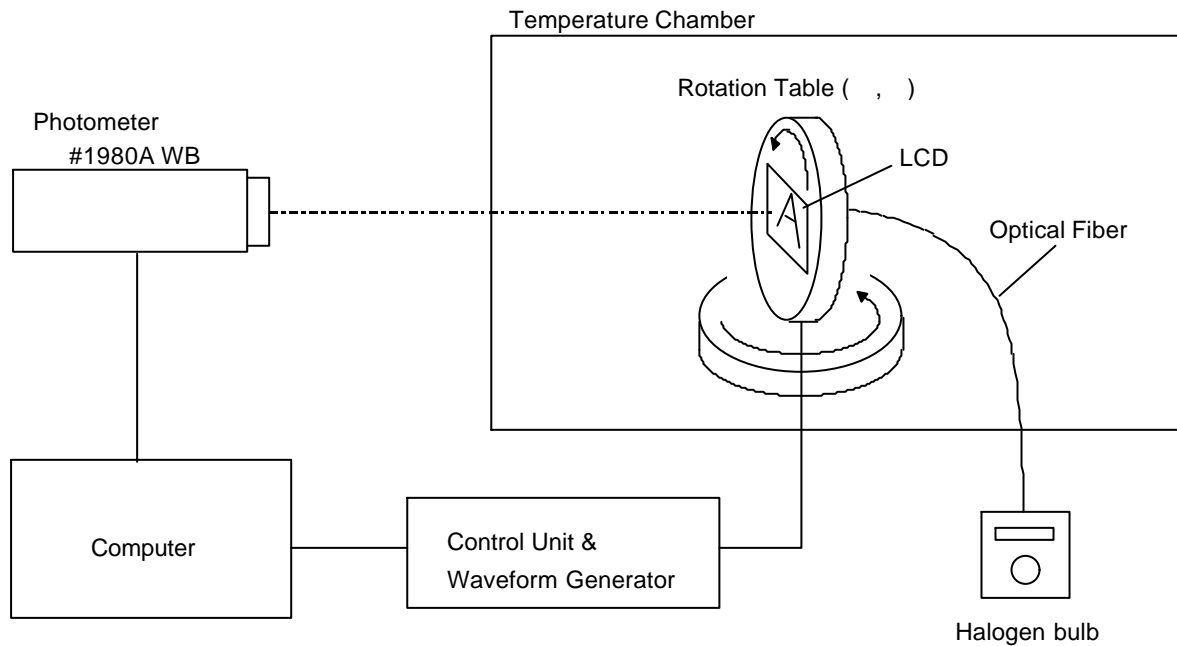 Temperature Chamber
Rotation Table ( , )
Photometer
#1980A WB
LCD
A
Optical Fiber
Computer
Control Unit &
Waveform Generator
Halogen bulb